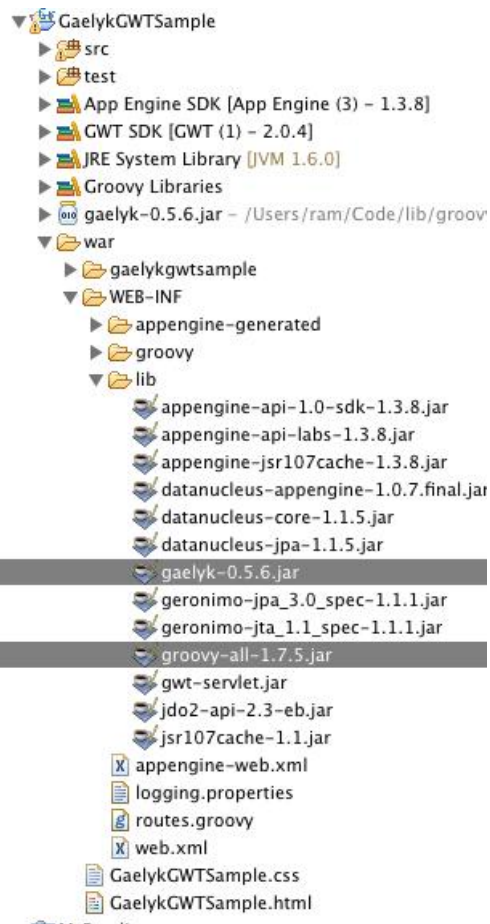 GaelykGWTSample
src
test
App Engine SDK [App Engine (3) - 1.3.8]
GWT SDK [GWT (1) - 2.0.4]
JRE System Library [JVM 1.6.0]
Groovy Libraries
gaelyk-0.5.6.jar - /Users/ram/Code/lib/groov
war
gaelykgwtsample
WEB-INF
appengine-generated
groovy
lib
appengine-api-1.0-sdk-1.3.8.jar
appengine-api-labs-1.3.8.jar
appengine-jsr107cache-1.3.8.jar
datanucleus-appengine-1.0.7.final.jar
datanucleus-core-1.1.5.jar
datanucleus-jpa-1.1.5.jar
gaelyk-0.5.6.jar
geronimo-jpa_3.0_spec-1.1.1.jar
geronimo-jta_1.1_spec-1.1.1.jar
groovy-all-1.7.5.jar
gwt-servlet.jar
jdo2-api-2.3-eb.jar
jsr107cache-1.1.jar
appengine-web.xml
logging.properties
routes.groovy
web.xml
GaelykGWTSample.css
GaelykGWTSample.html